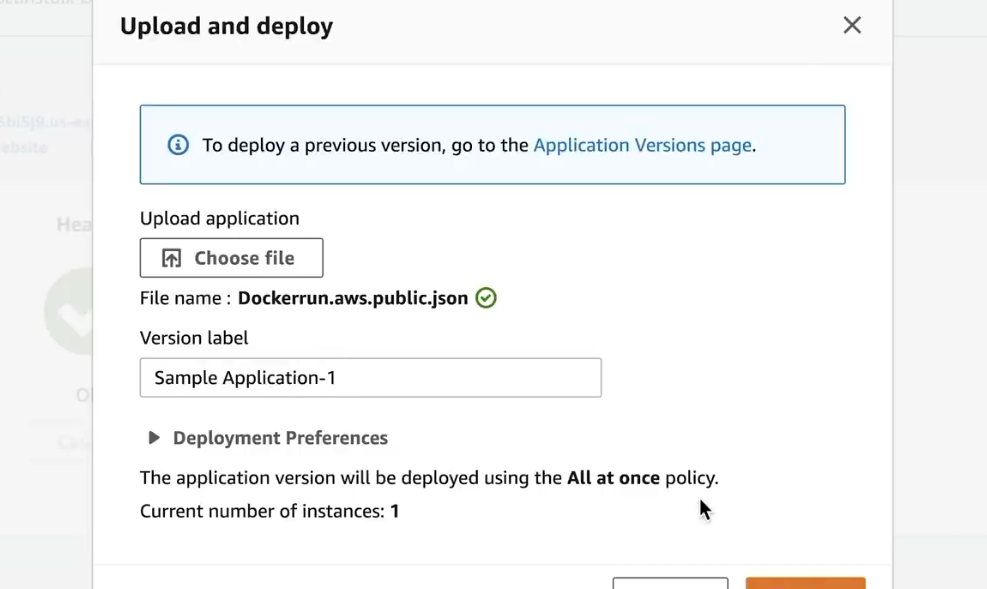 Upload and deploy
To deploy a previous version, go to the Application Versions page.
Upload application
Choose file
File name : Dockerrun.aws.public.json
Version label
Sample Application-1
Deployment Preferences
The application version will be deployed using the All at once policy.
Current number of instances: 1